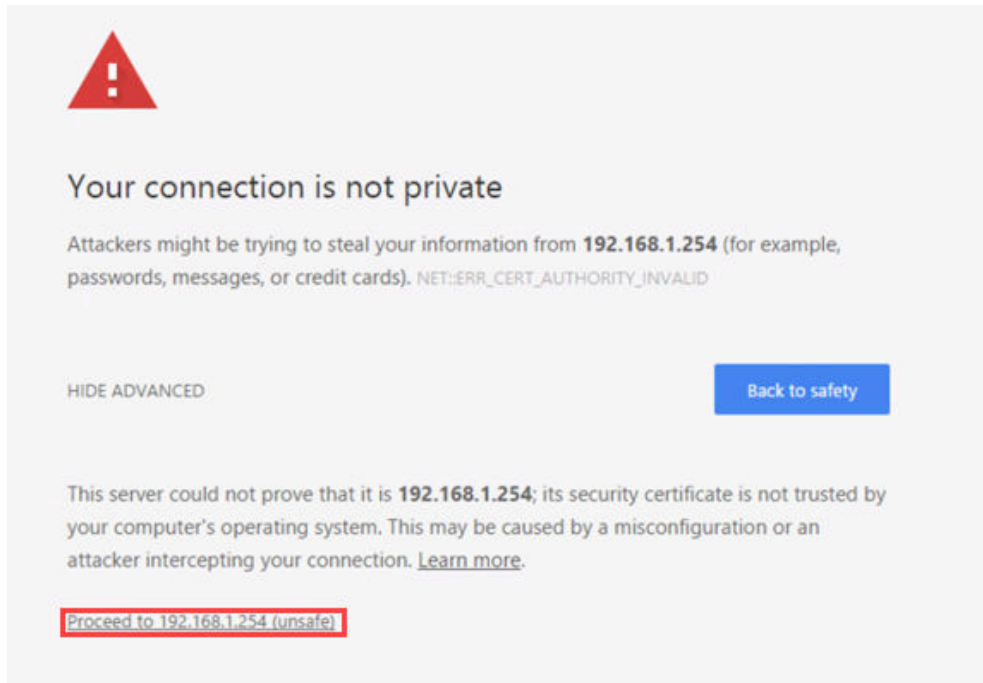 Your connection is not private
Attackers might be trying to steal your information from 192.168.1.254 (for example,
passwords, messages, or credit cards). NET::ERR_CERT_AUTHORITY_INVALID
HIDE ADVANCED
Back to safety
This server could not prove that it is 192.168.1.254; its security certificate is not trusted by
your computer's operating system. This may be caused by a misconfiguration or an
attacker intercepting your connection. Learn more.
Proceed to 192.168.1.254 (unsafe)